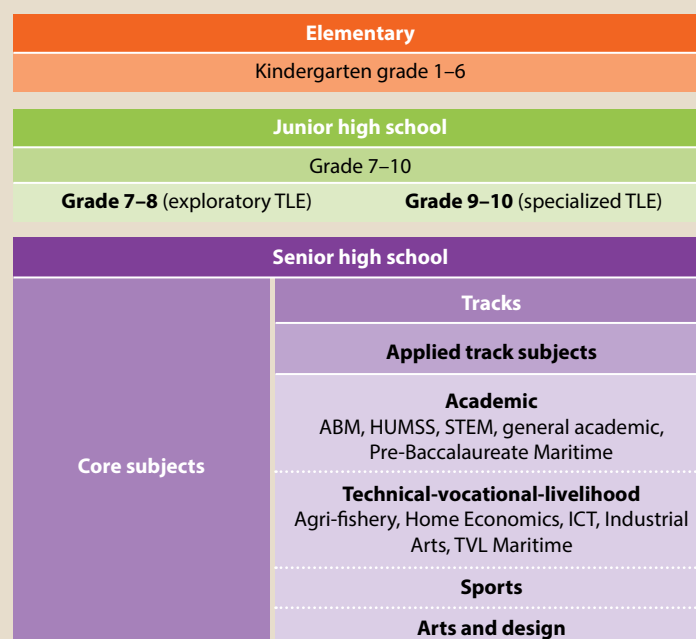 Elementary
Kindergarten grade 1–6
Junior high school
Grade 7–10
Grade 7–8 (exploratory TLE)
Grade 9–10 (specialized TLE)
Senior high school
Core subjects
Tracks
Applied track subjects
Academic
ABM, HUMSS, STEM, general academic,
Pre-Baccalaureate Maritime
Technical-vocational-livelihood
Agri-fishery, Home Economics, ICT, Industrial
Arts, TVL Maritime
Sports
Arts and design